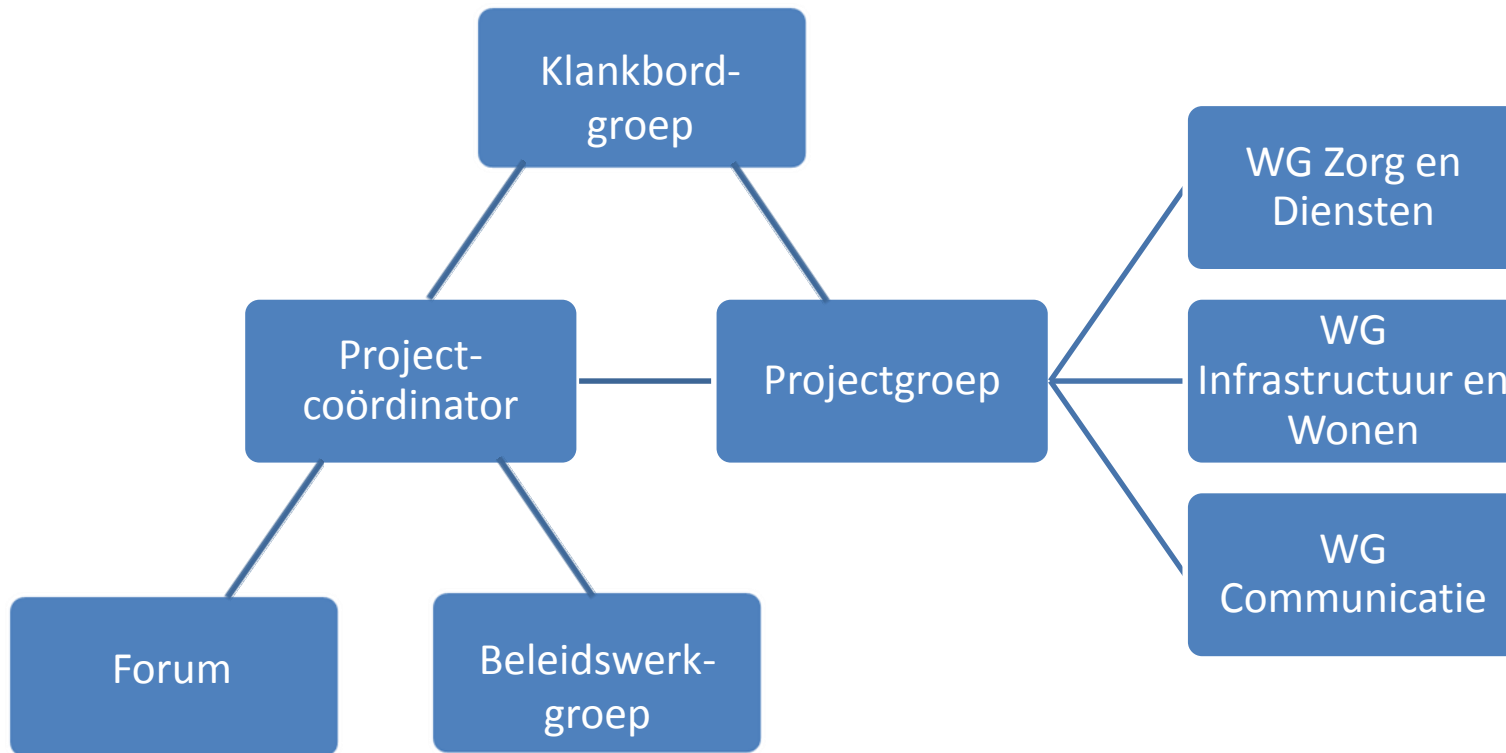 Klankbord-
groep
WG Zorg en
Diensten
Project-
coördinator
Projectgroep
WG
Infrastructuur en
Wonen
WG
Communicatie
Forum
Beleidswerk-
groep